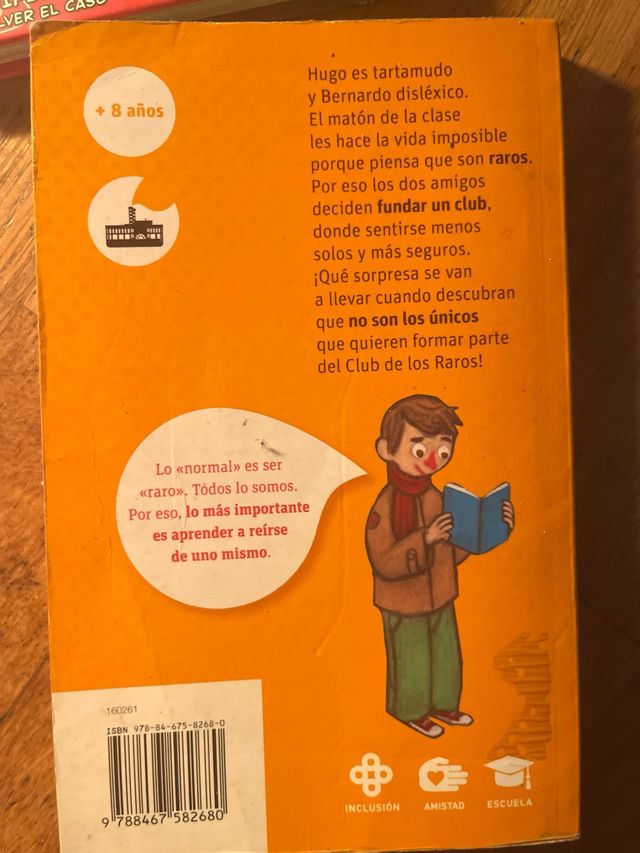 LVER EL CASO
+ 8 años
Hugo es tartamudo
y Bernardo disléxico.
El matón de la clase
les hace la vida imposible
porque piensa que son raros.
Por eso los dos amigos
deciden fundar un club,
donde sentirse menos
solos y más seguros.
¡Qué sorpresa se van
a llevar cuando descubran
que no son los únicos
que quieren formar parte
del Club de los Raros!
Lo «normal» es ser
«raro». Todos lo somos.
Por eso, lo más importante
es aprender a reírse
de uno mismo.
160261
ISBN 978-84-675-8268-0
9 788467 582680
INCLUSIÓN
AMISTAD
ESCUELA